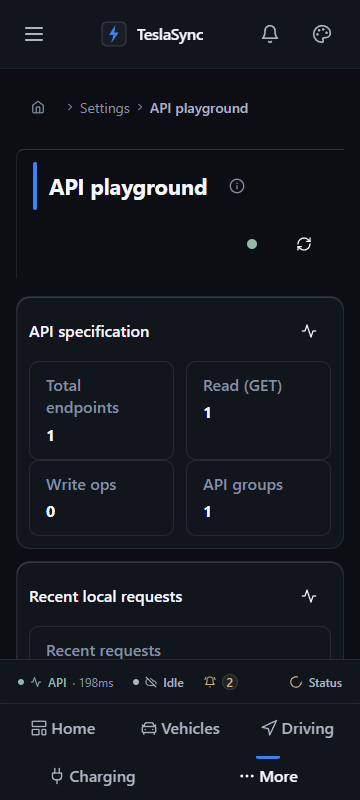 TeslaSync
Settings > API playground
API playground
API specification
Total endpoints
1
Read (GET)
1
Write ops
0
API groups
1
Recent local requests
Recent requests
API · 198ms
Idle
2
Status
Home
Vehicles
Driving
Charging
More